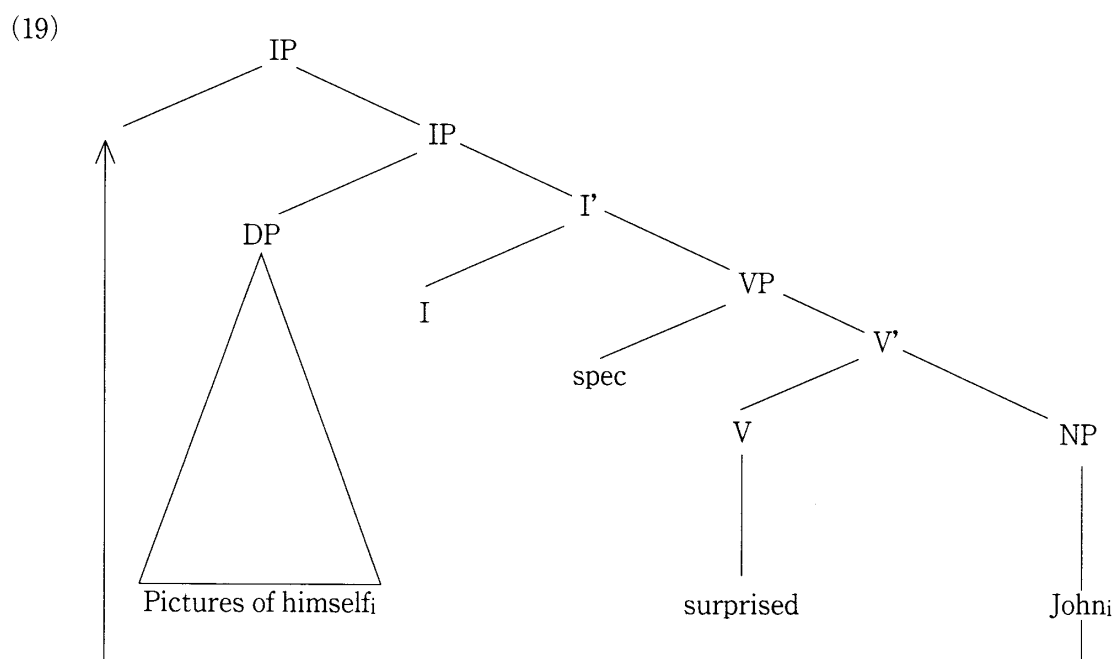 (19)
IP
IP
I'
DP
VP
I
V'
spec
V
NP
Pictures of himselfi
surprised
Johni